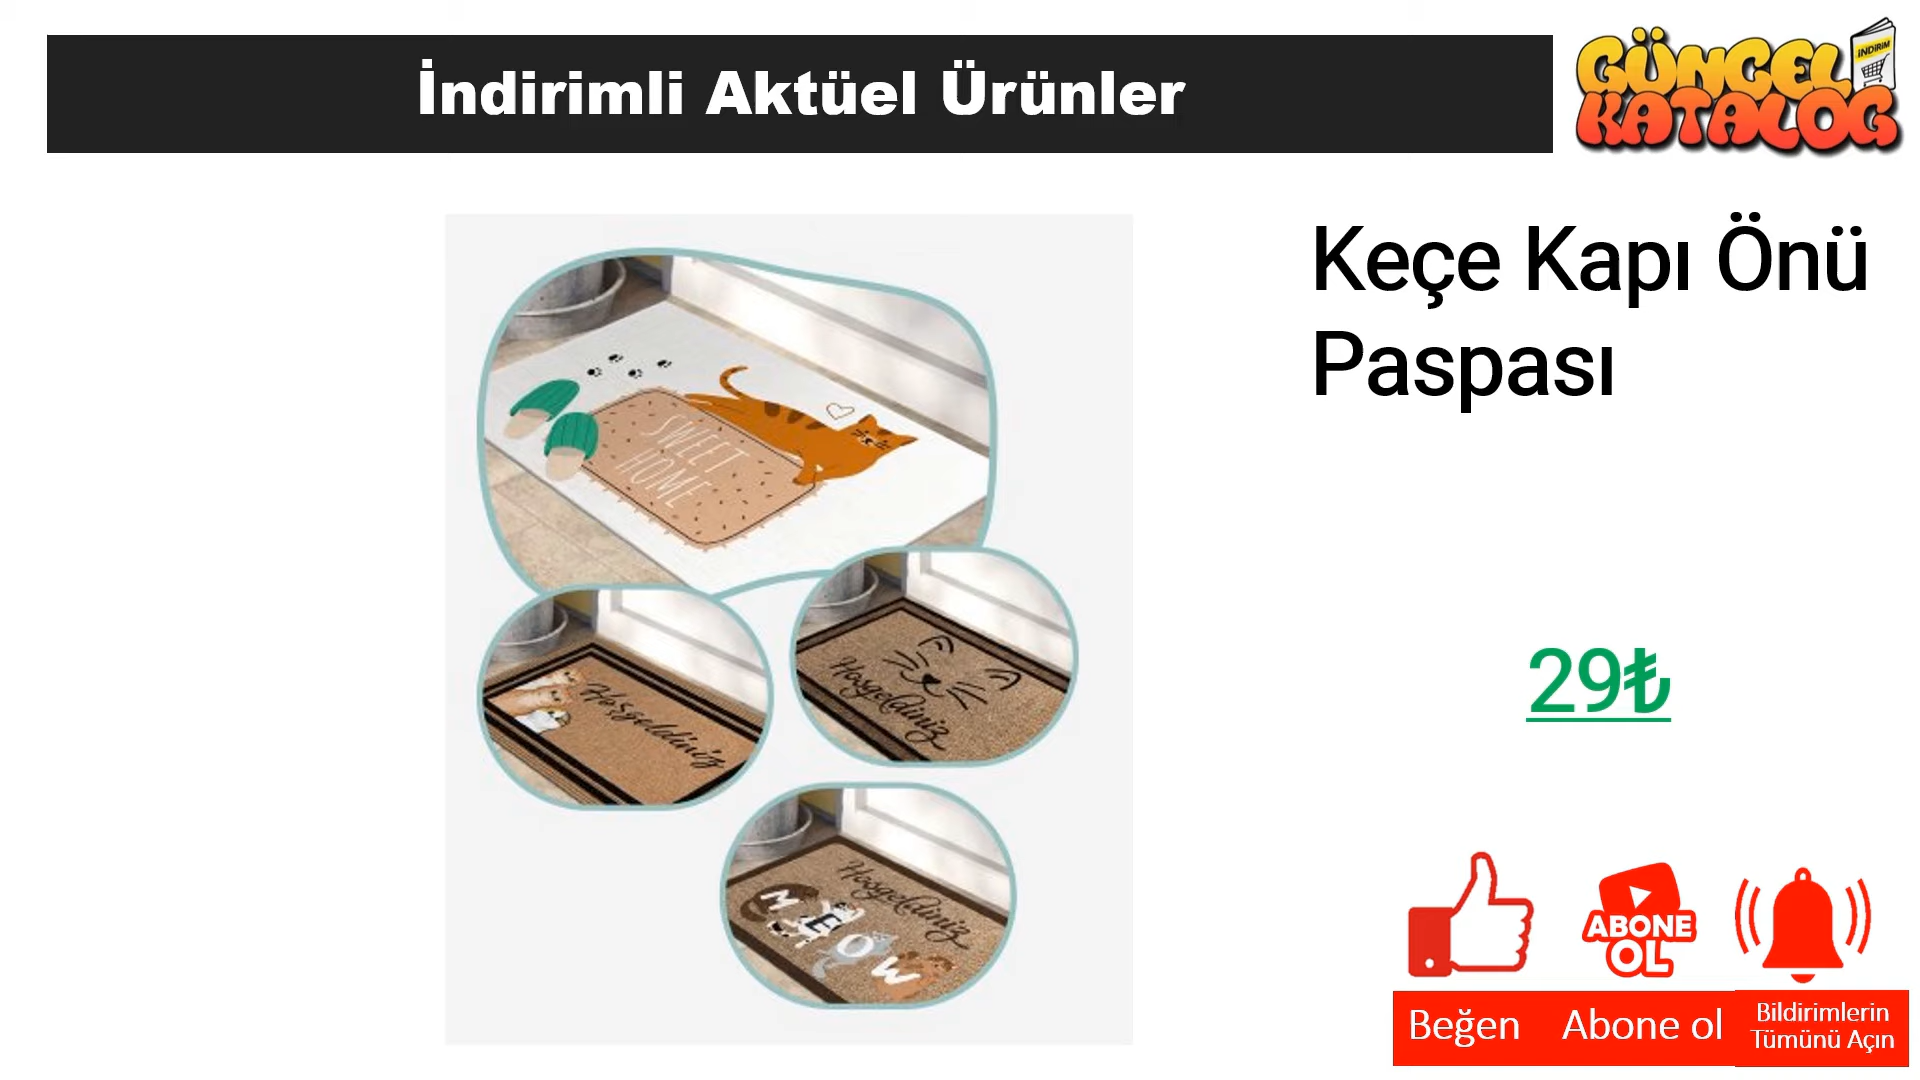 İndirimli Aktüel Ürünler
GÜNCEL
KATALOG
İNDİRİM
Keçe Kapı Önü
Paspası
SWEET
HOME
Hoşgeldiniz
Hoşgeldiniz
Hoşgeldiniz
MEOW
29₺
ABONE
OL
Beğen
Abone ol
Bildirimlerin
Tümünü Açın